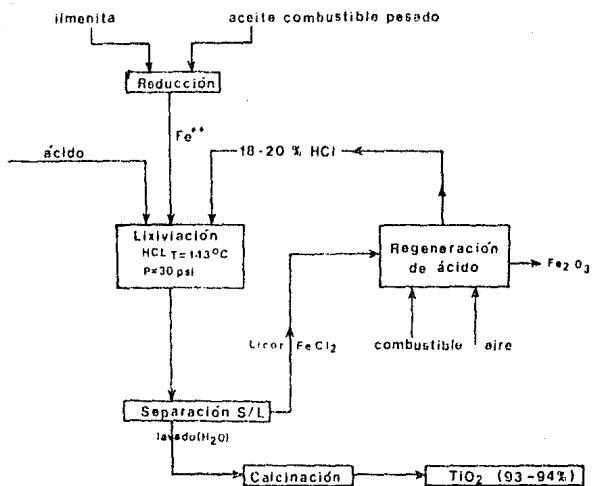 ilmenita
aceite combustible pesado
Reducción
Fe++
ácido
18-20 % HCl
Lixiviación
HCL T=143°C
P=30 psi
Regeneración
de ácido
Fe2O3
combustible
aire
Licor FeCl2
Separación S/L
lavado(H2O)
Calcinación
TiO2 (93-94%)